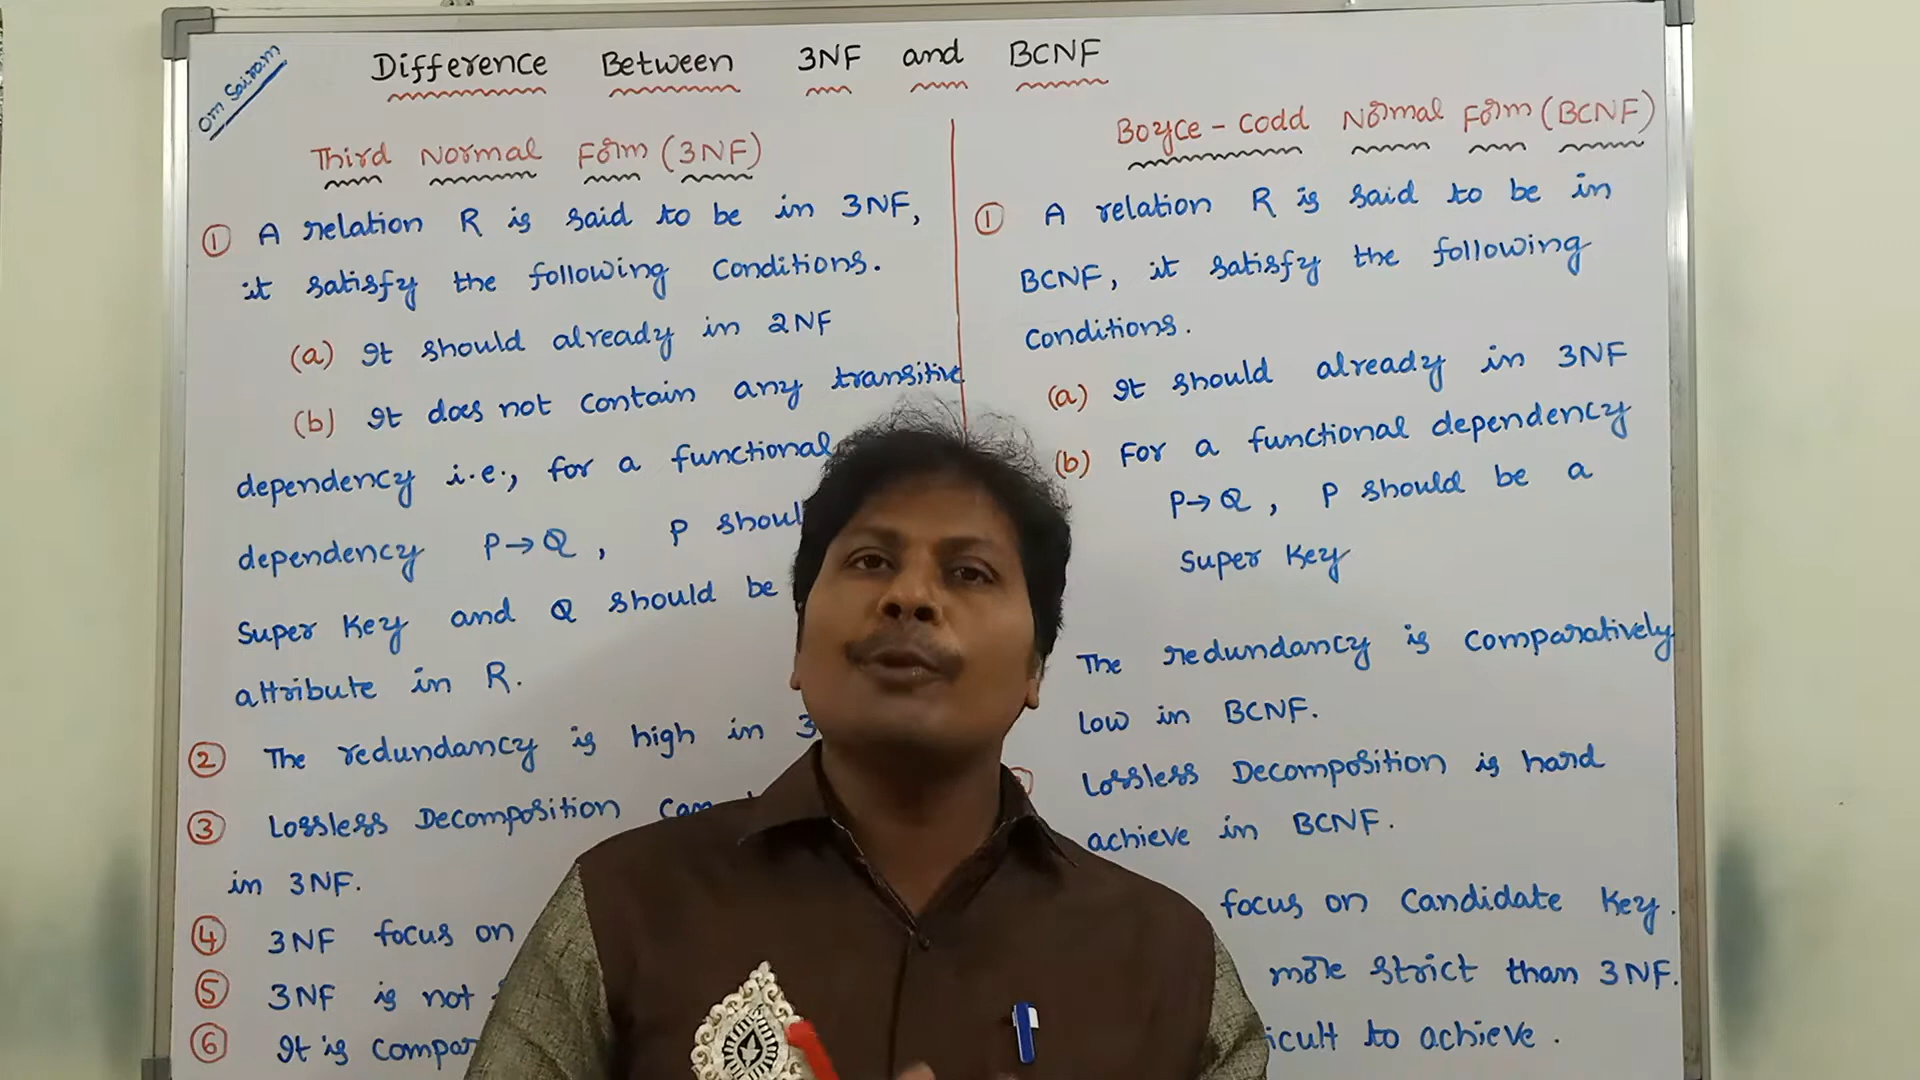 Om Sairam
Difference Between 3NF and BCNF
Third Normal Form (3NF)
① A relation R is said to be in 3NF,
it satisfy the following conditions.
(a) It should already in 2NF
(b) It does not contain any transitive
dependency i.e., for a functional
dependency P→Q, P
Super Key and Q should be
attribute in R.
② The redundancy is high in
③ Lossless Decomposition
in 3NF.
④ 3NF focus on
⑤ 3NF is not
⑥ It is
Boyce-Codd Normal Form (BCNF)
① A relation R is said to be in
BCNF, it satisfy the following
conditions.
(a) It should already in 3NF
(b) For a functional dependency
P→Q, P should be a
Super Key
The redundancy is comparatively
low in BCNF.
Lossless Decomposition is hard
achieve in BCNF.
focus on Candidate Key.
more strict than 3NF.
to achieve.